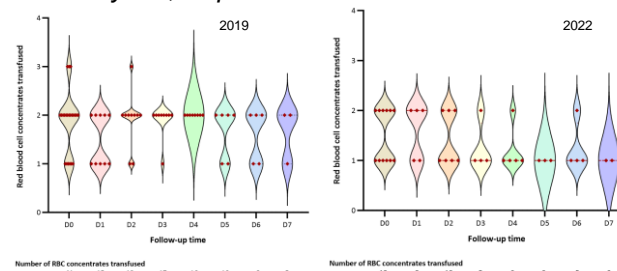 2019
2022
Red blood cell concentrates transfused
4
3
2
1
0
D0 D1 D2 D3 D4 D5 D6 D7
Follow-up time
Number of RBC concentrates transfused
Red blood cell concentrates transfused
4
3
2
1
0
D0 D1 D2 D3 D4 D5 D6 D7
Follow-up time
Number of RBC concentrates transfused